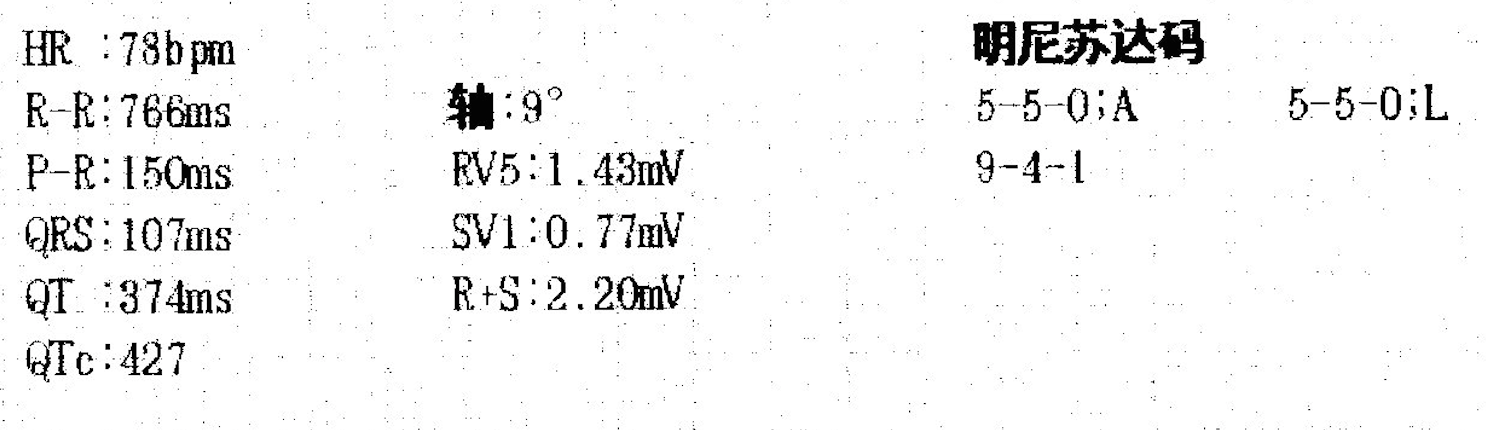 HR :78bpm
R-R:766ms
P-R:150ms
QRS:107ms
QT :374ms
QTc:427
轴:9°
RV5:1.43mV
SV1:0.77mV
R+S:2.20mV
明尼苏达码
5-5-0;A 5-5-0;L
9-4-1